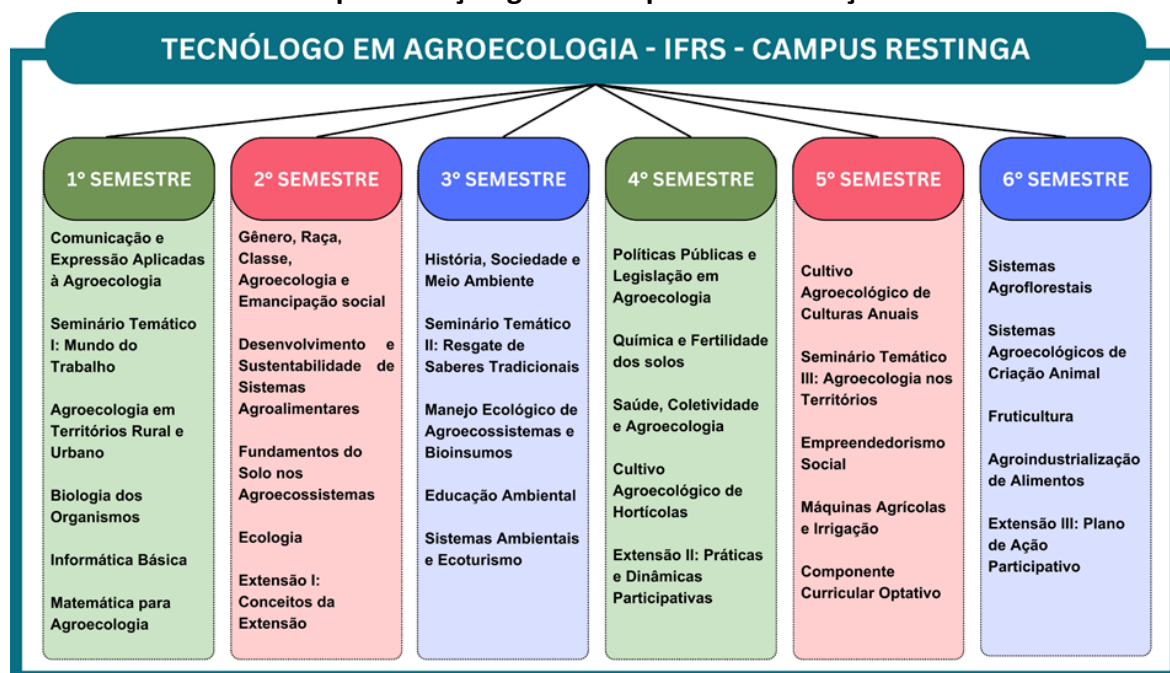 TECNÓLOGO EM AGROECOLOGIA - IFRS - CAMPUS RESTINGA
1º SEMESTRE
Comunicação e
Expressão Aplicadas
à Agroecologia
Seminário Temático
I: Mundo do
Trabalho
Agroecologia em
Territórios Rural e
Urbano
Biologia dos
Organismos
Informática Básica
Matemática para
Agroecologia
2º SEMESTRE
Gênero, Raça,
Classe,
Agroecologia e
Emancipação social
Desenvolvimento e
Sustentabilidade de
Sistemas
Agroalimentares
Fundamentos do
Solo nos
Agroecossistemas
Ecologia
Extensão I:
Conceitos da
Extensão
3º SEMESTRE
História, Sociedade e
Meio Ambiente
Seminário Temático
II: Resgate de
Saberes Tradicionais
Manejo Ecológico de
Agroecossistemas e
Bioinsumos
Educação Ambiental
Sistemas Ambientais
e Ecoturismo
4º SEMESTRE
Políticas Públicas e
Legislação em
Agroecologia
Química e Fertilidade
dos solos
Saúde, Coletividade
e Agroecologia
Cultivo
Agroecológico de
Hortícolas
Extensão II: Práticas
e Dinâmicas
Participativas
5º SEMESTRE
Cultivo
Agroecológico de
Culturas Anuais
Seminário Temático
III: Agroecologia nos
Territórios
Empreendedorismo
Social
Máquinas Agrícolas
e Irrigação
Componente
Curricular Optativo
6º SEMESTRE
Sistemas
Agroflorestais
Sistemas
Agroecológicos de
Criação Animal
Fruticultura
Agroindustrialização
de Alimentos
Extensão III: Plano
de Ação
Participativo